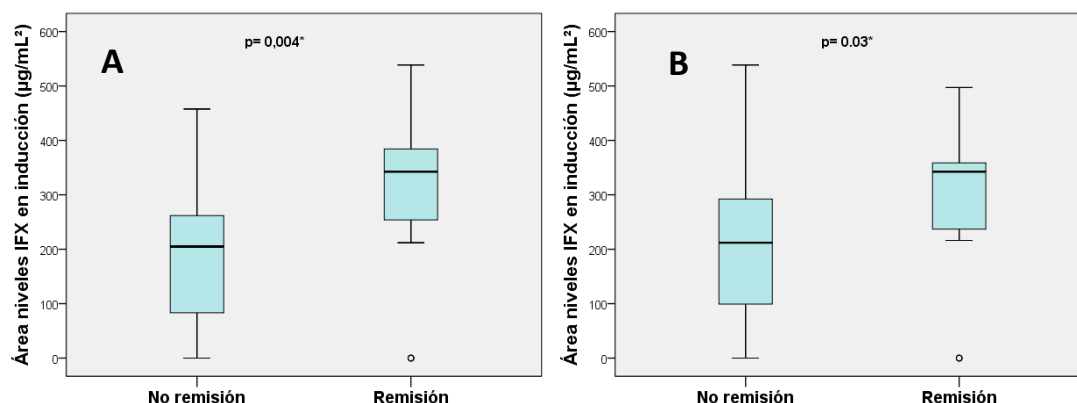 A
p= 0,004*
Área niveles IFX en inducción (µg/mL²)
600
500
400
300
200
100
0
No remisión
Remisión
B
p= 0.03*
Área niveles IFX en inducción (µg/mL²)
600
500
400
300
200
100
0
No remisión
Remisión